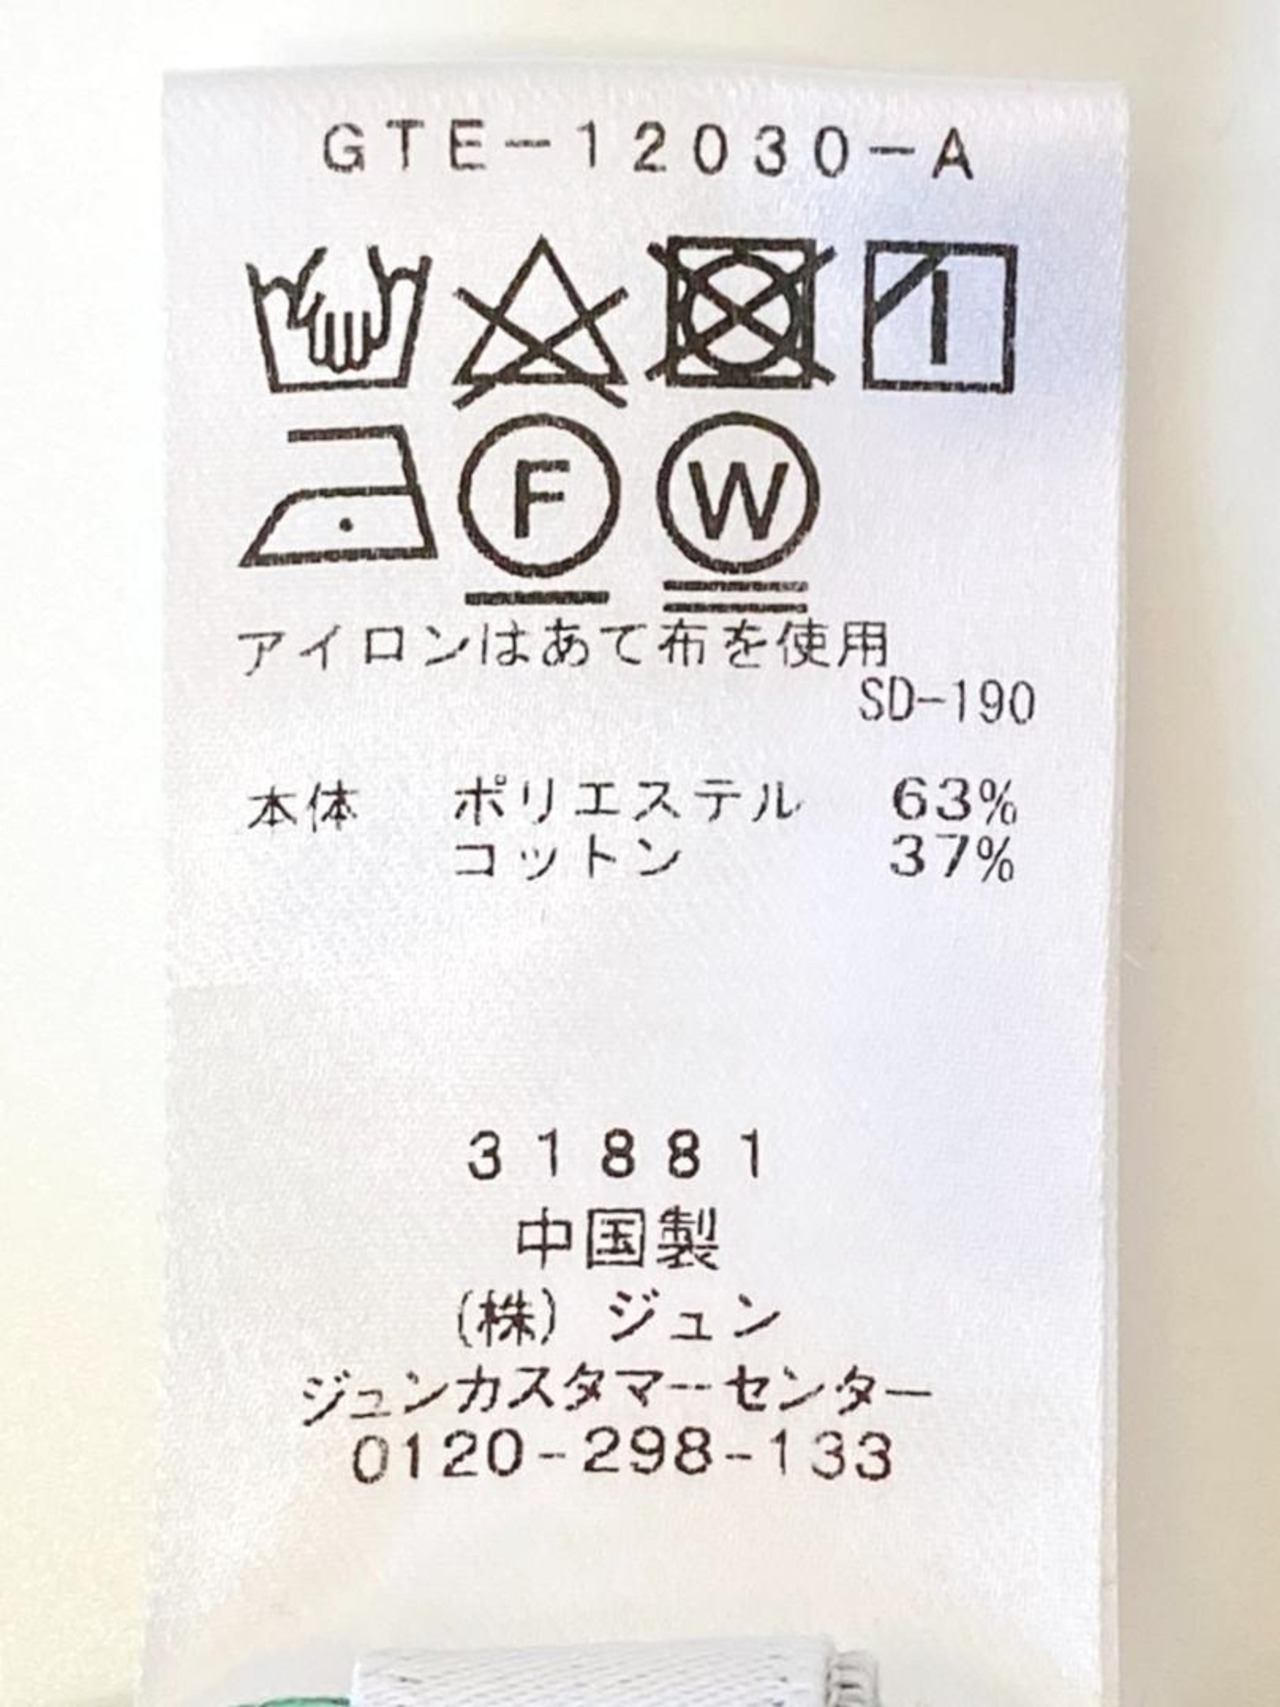 GTE-12030-A
F W
アイロンはあて布を使用
SD-190
本体 ポリエステル 63%
コットン 37%
31881
中国製
(株) ジュン
ジュンカスタマーセンター
0120-298-133